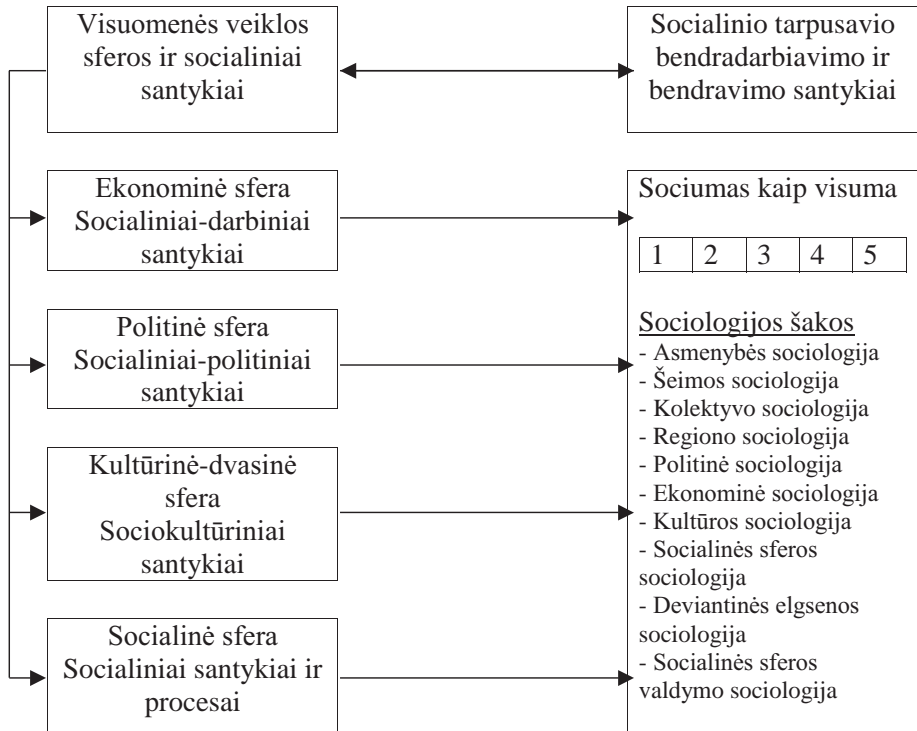 Visuomenės veiklos
sferos ir socialiniai
santykiai
Socialinio tarpusavio
bendradarbiavimo ir
bendravimo santykiai
Ekonominė sfera
Socialiniai-darbiniai
santykiai
Politinė sfera
Socialiniai-politiniai
santykiai
Kultūrinė-dvasinė
sfera
Sociokultūriniai
santykiai
Socialinė sfera
Socialiniai santykiai ir
procesai
Sociumas kaip visuma
1 2 3 4 5
Sociologijos šakos
- Asmenybės sociologija
- Šeimos sociologija
- Kolektyvo sociologija
- Regiono sociologija
- Politinė sociologija
- Ekonominė sociologija
- Kultūros sociologija
- Socialinės sferos
sociologija
- Deviantinės elgsenos
sociologija
- Socialinės sferos
valdymo sociologija